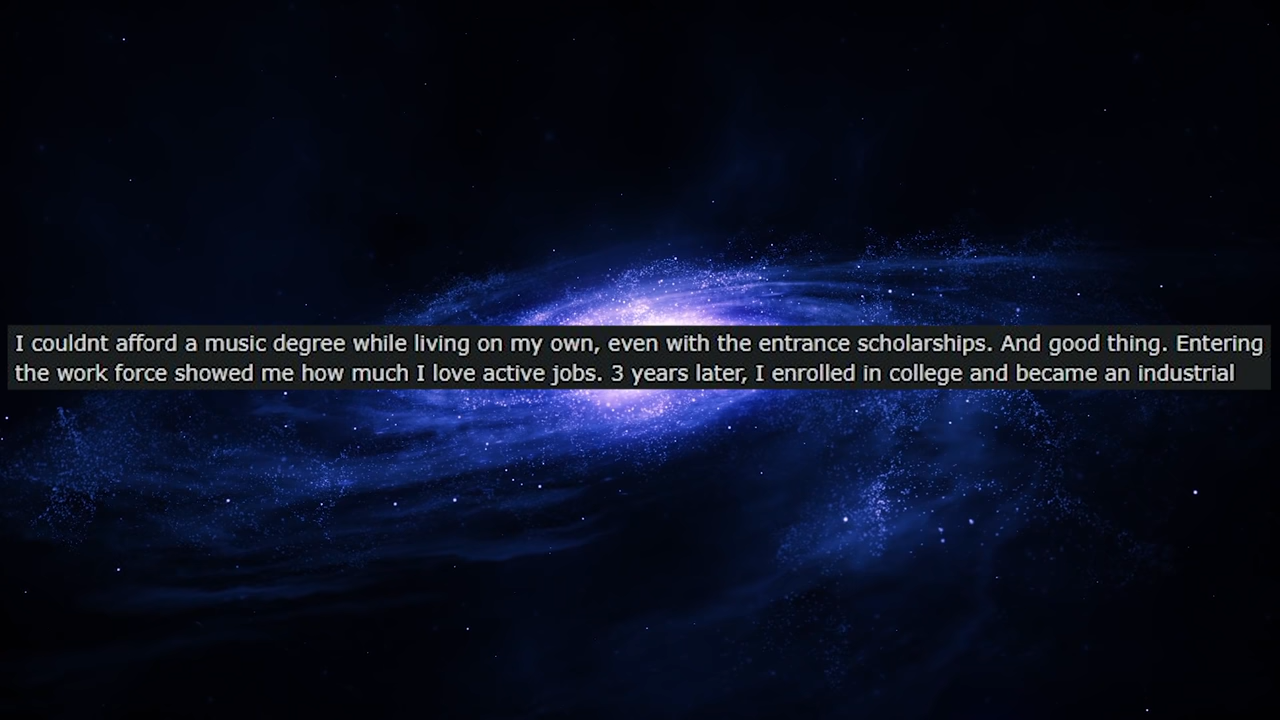 I couldnt afford a music degree while living on my own, even with the entrance scholarships. And good thing. Entering
the work force showed me how much I love active jobs. 3 years later, I enrolled in college and became an industrial